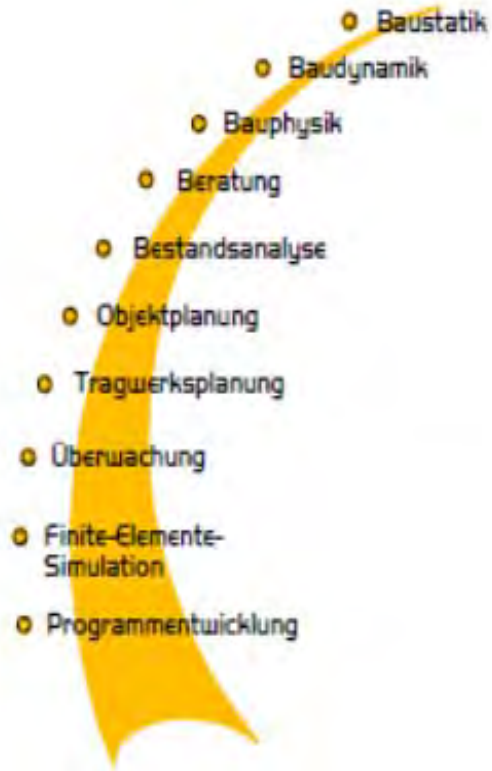 Baustatik
Baudynamik
Bauphysik
Beratung
Bestandsanalyse
Objektplanung
Tragwerksplanung
Überwachung
Finite-Elemente-
Simulation
Programmentwicklung